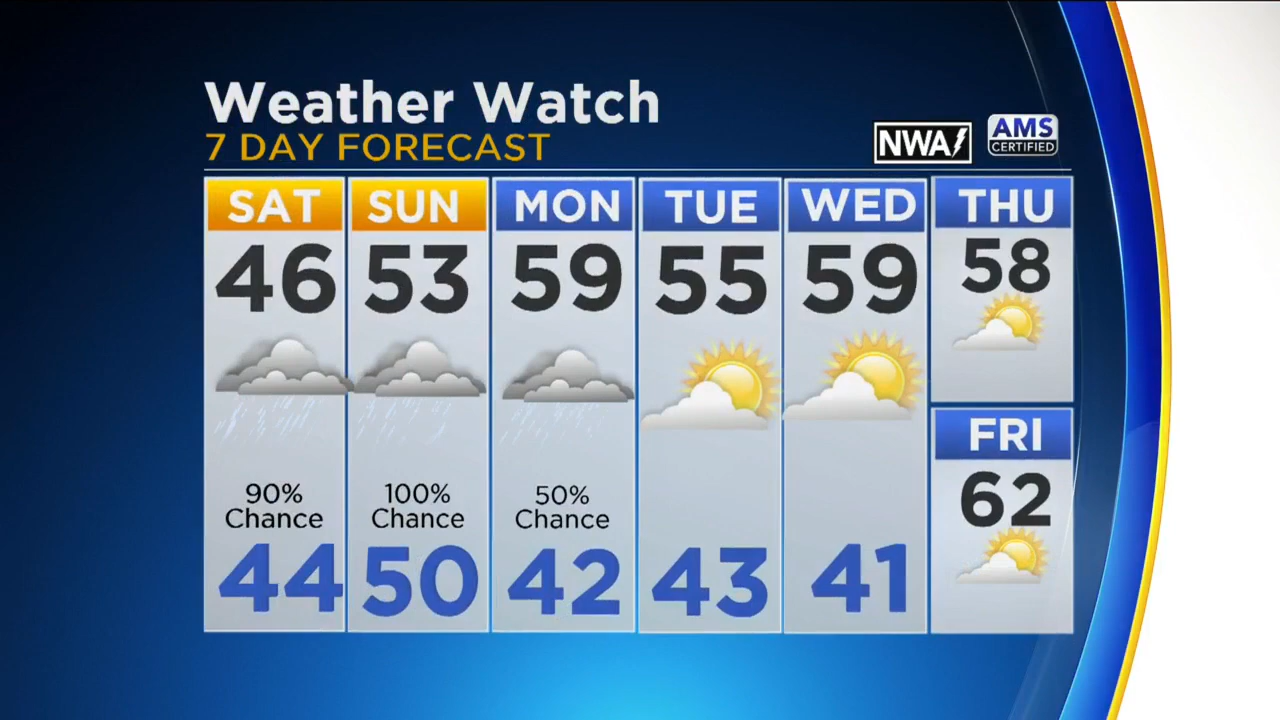 Weather Watch
7 DAY FORECAST
NWA
AMS
CERTIFIED
SAT
46
90%
Chance
44
SUN
53
100%
Chance
50
MON
59
50%
Chance
42
TUE
55
43
WED
59
41
THU
58
FRI
62